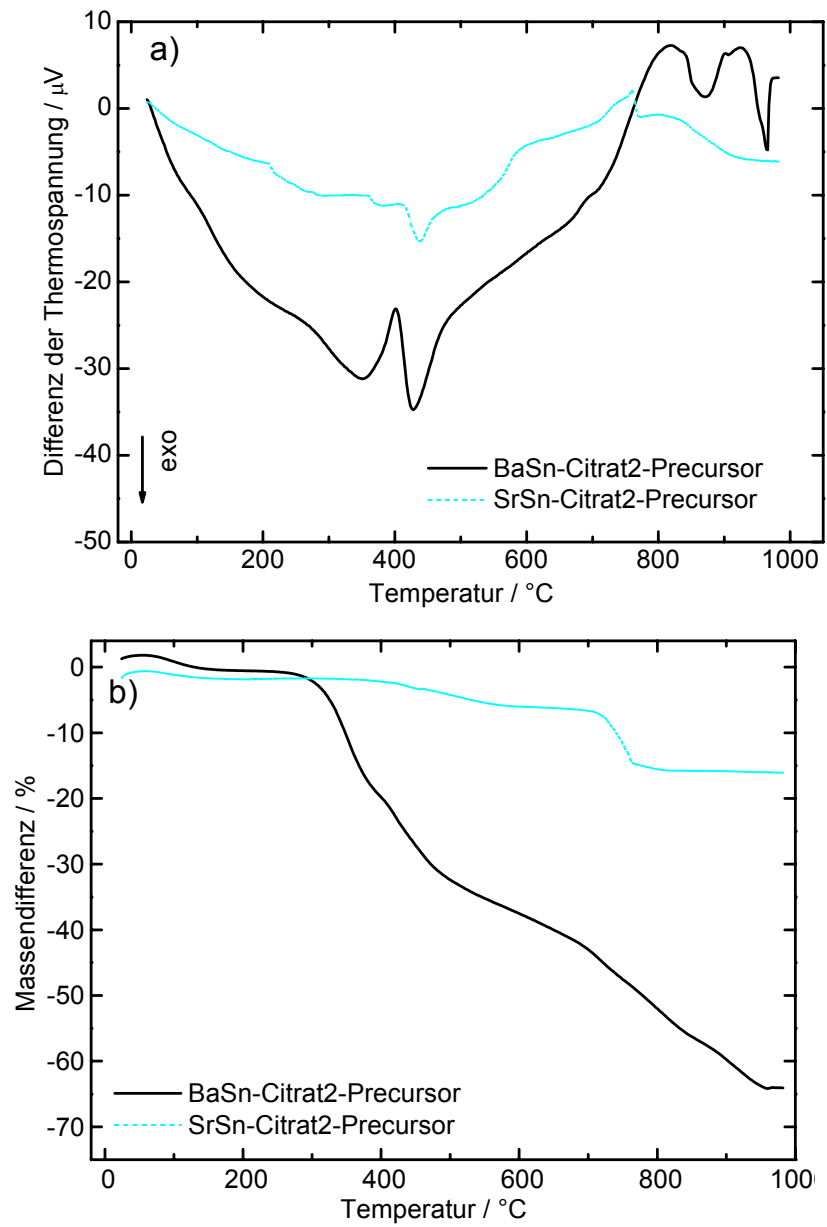 a)
10
0
-10
-20
-30
-40
-50
Differenz der Thermospannung / μV
exo
BaSn-Citrat2-Precursor
SrSn-Citrat2-Precursor
0 200 400 600 800 1000
Temperatur / °C
b)
0
-10
-20
-30
-40
-50
-60
-70
Massendifferenz / %
BaSn-Citrat2-Precursor
SrSn-Citrat2-Precursor
0 200 400 600 800 100
Temperatur / °C